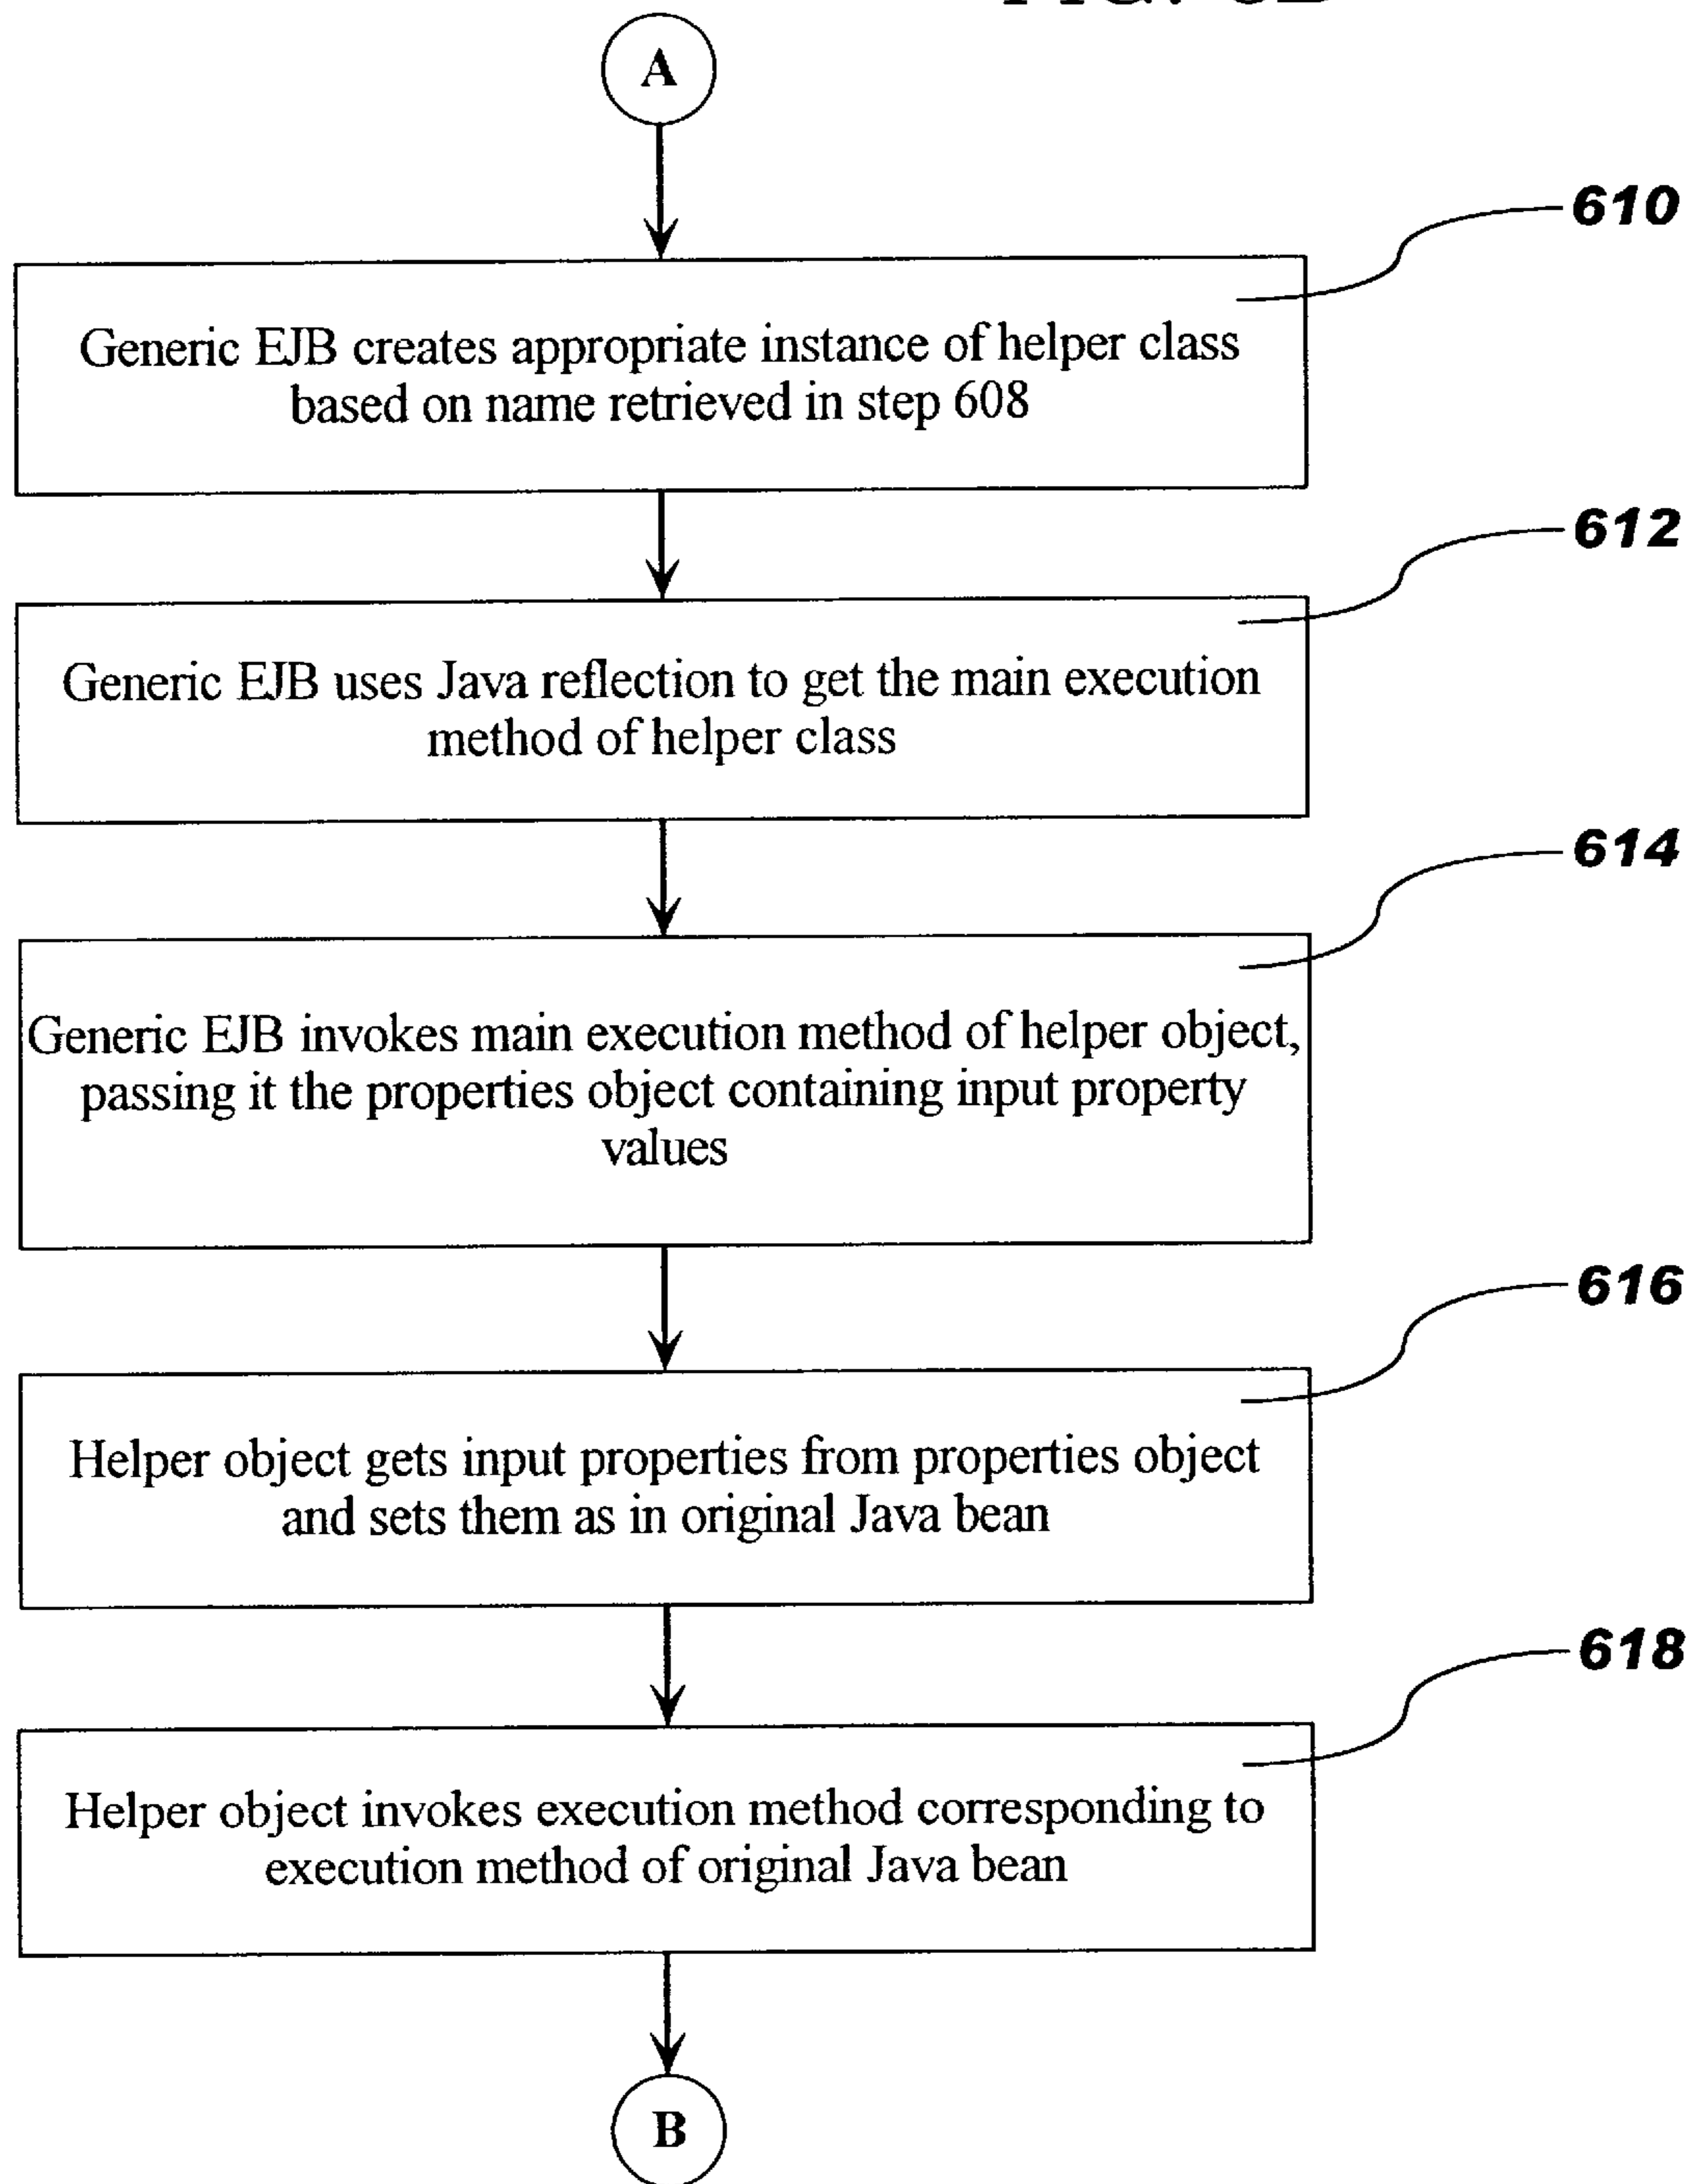 A
610
Generic EJB creates appropriate instance of helper class
based on name retrieved in step 608
612
Generic EJB uses Java reflection to get the main execution
method of helper class
614
Generic EJB invokes main execution method of helper object,
passing it the properties object containing input property
values
616
Helper object gets input properties from properties object
and sets them as in original Java bean
618
Helper object invokes execution method corresponding to
execution method of original Java bean
B